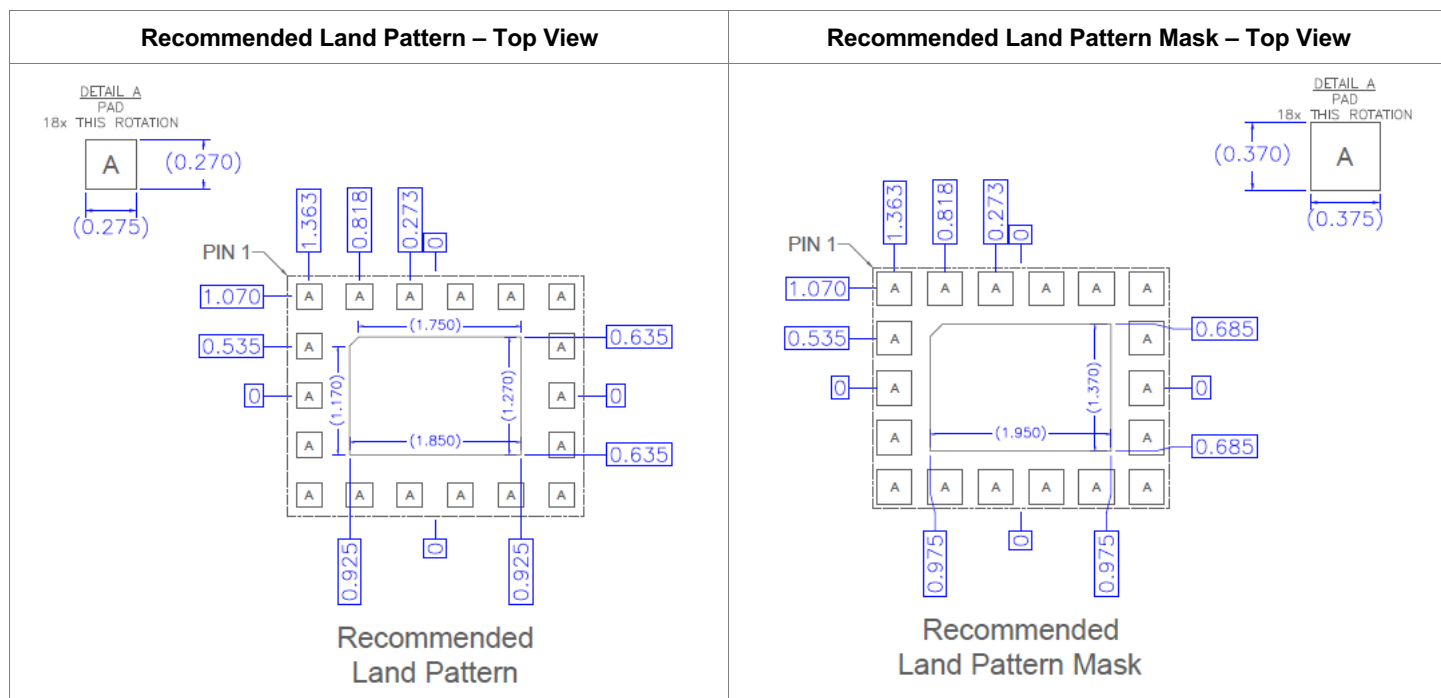 Recommended Land Pattern – Top View
Recommended Land Pattern Mask – Top View
DETAIL A
PAD
18x THIS ROTATION
A
(0.270)
(0.275)
1.363
0.818
0.273
0
PIN 1
1.070
A A A A A A
(1.750)
0.635
0.535
A
A
(1.170)
(1.270)
0
A
A
0
A
(1.850)
A
0.635
A A A A A A
0.925
0
0.925
Recommended
Land Pattern
DETAIL A
PAD
18x THIS ROTATION
(0.370)
A
(0.375)
1.363
0.818
0.273
0
PIN 1
1.070
A A A A A A
0.685
0.535
A
A
(1.370)
0
A
A
0
A
(1.950)
A
0.685
A A A A A A
0.975
0
0.975
Recommended
Land Pattern Mask